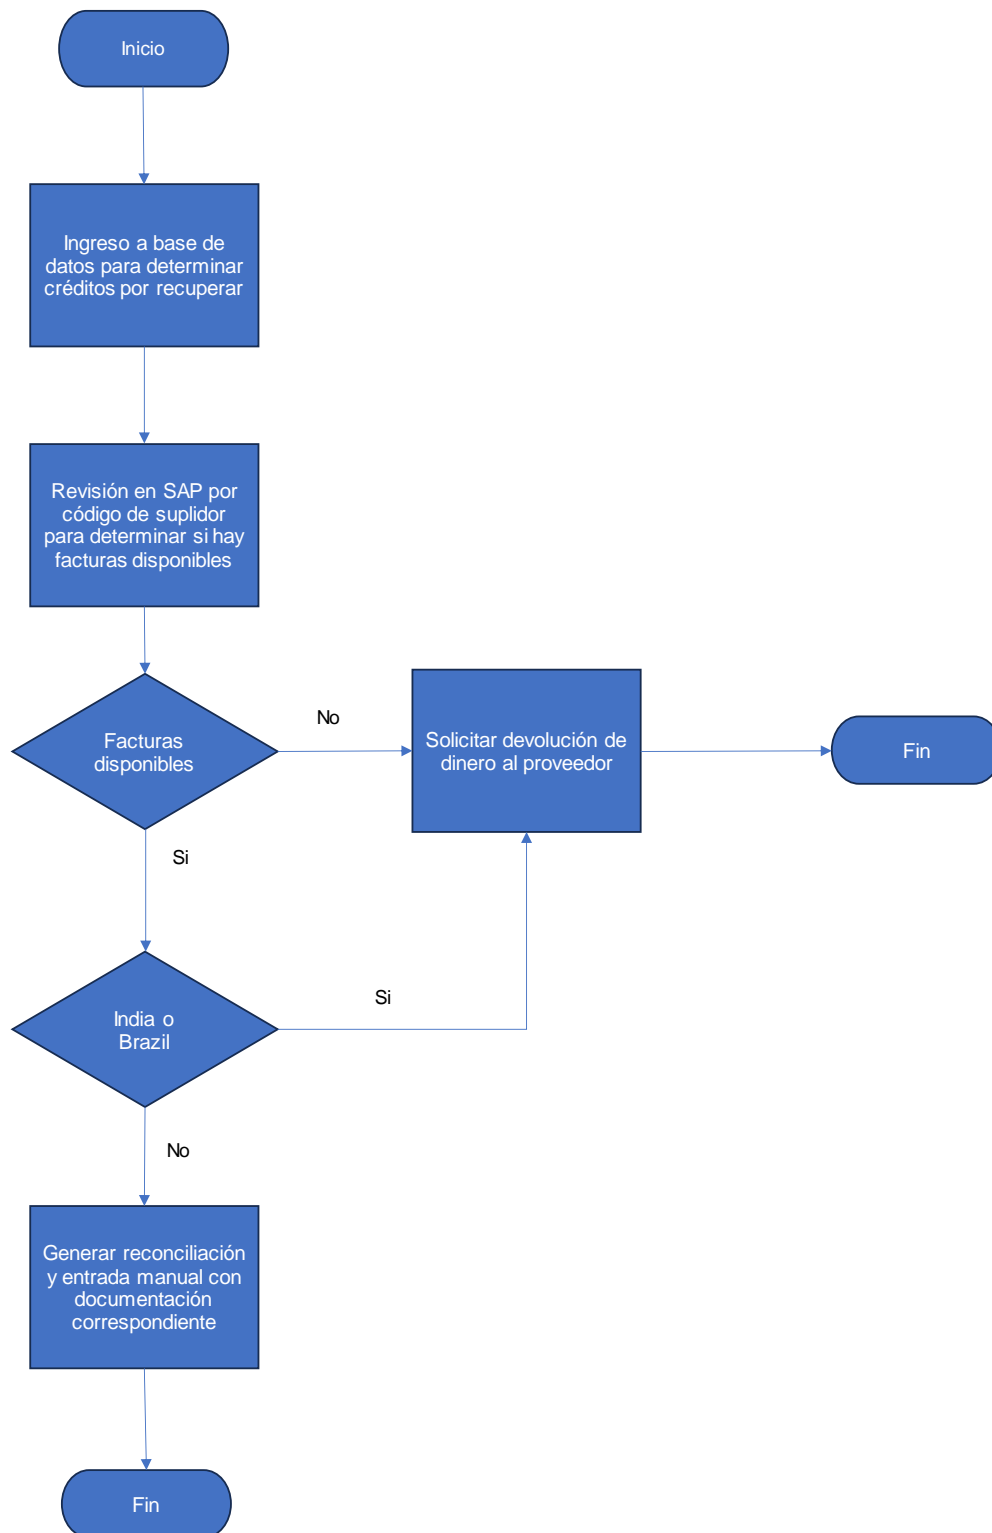 Inicio
Ingreso a base de
datos para determinar
créditos por recuperar
Revisión en SAP por
código de suplidor
para determinar si hay
facturas disponibles
Facturas
disponibles
No
Solicitar devolución de
dinero al proveedor
Fin
Si
India o
Brazil
Si
No
Generar reconciliación
y entrada manual con
documentación
correspondiente
Fin